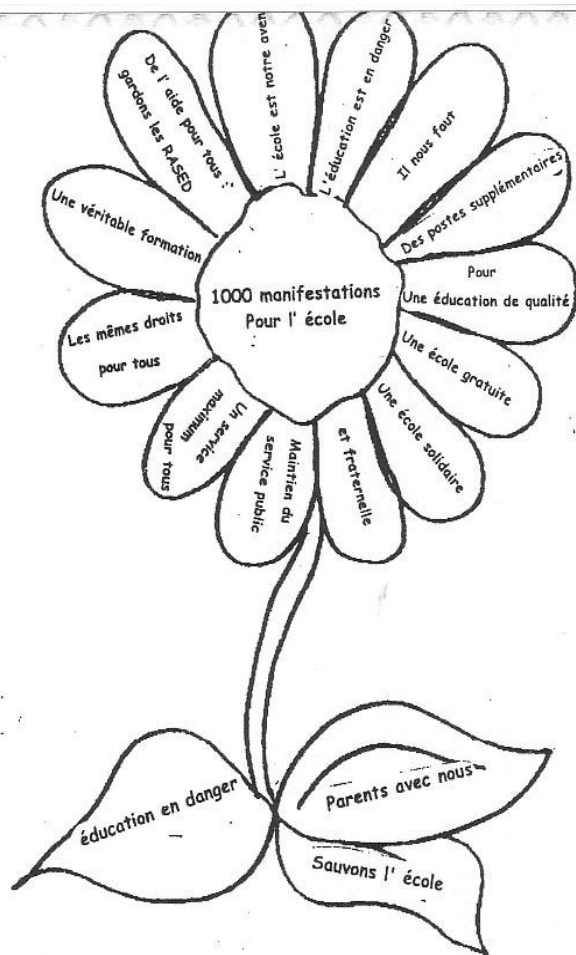 L' école est notre aven
L'éducation est en danger
Il nous faut
Des postes supplémentaires
Pour
Une éducation de qualité
Une école gratuite
Une école solidaire
et fraternelle
Maintien du
service public
Un service
maximum
pour tous
Les mêmes droits
pour tous
Une véritable formation
De l' aide pour tous :
gardons les RASED
1000 manifestations
Pour l' école
éducation en danger
Parents avec nous
Sauvons l' école